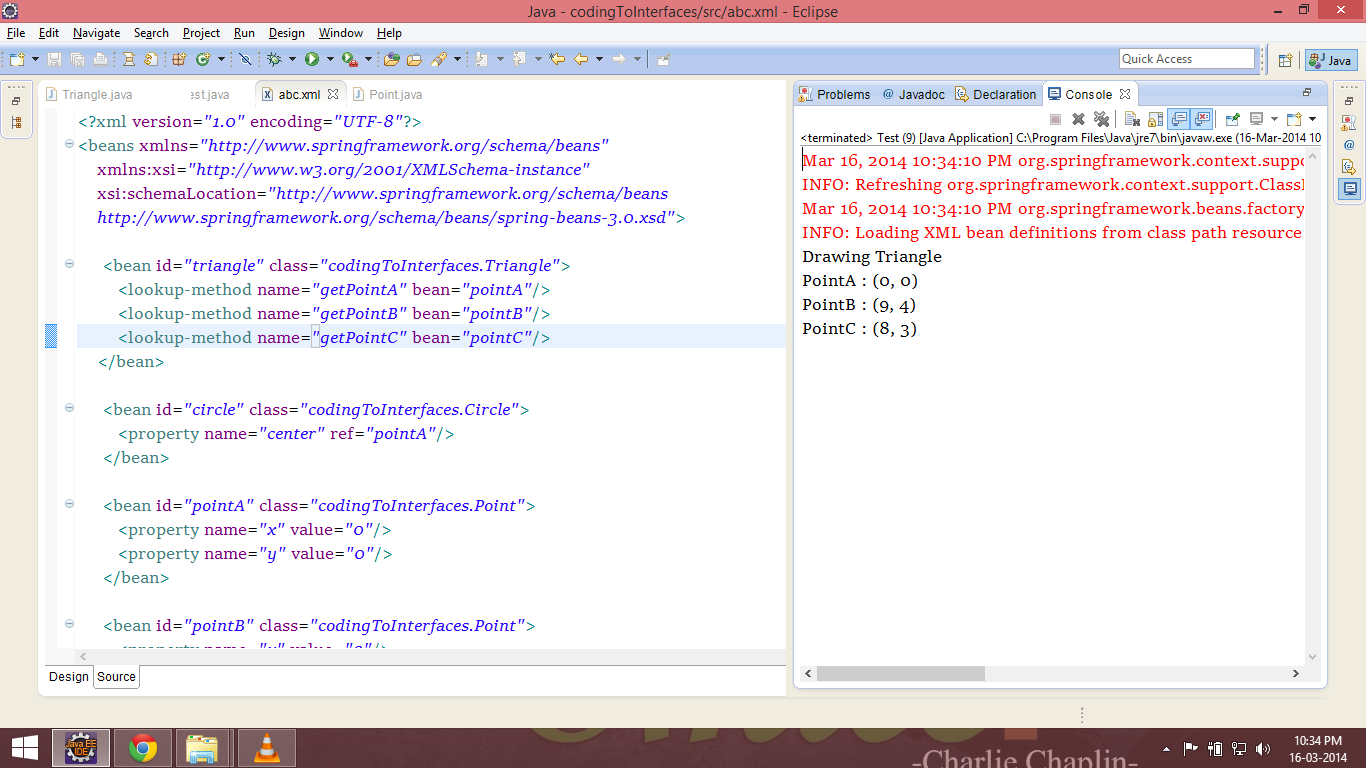 Java - codingToInterfaces/src/abc.xml - Eclipse
File Edit Navigate Search Project Run Design Window Help
Quick Access
Java
Triangle.java
est.java
abc.xml
Point.java
<?xml version="1.0" encoding="UTF-8"?>
<beans xmlns="http://www.springframework.org/schema/beans"
xmlns:xsi="http://www.w3.org/2001/XMLSchema-instance"
xsi:schemaLocation="http://www.springframework.org/schema/beans
http://www.springframework.org/schema/beans/spring-beans-3.0.xsd">
<bean id="triangle" class="codingToInterfaces.Triangle">
<lookup-method name="getPointA" bean="pointA"/>
<lookup-method name="getPointB" bean="pointB"/>
<lookup-method name="getPointC" bean="pointC"/>
</bean>
<bean id="circle" class="codingToInterfaces.Circle">
<property name="center" ref="pointA"/>
</bean>
<bean id="pointA" class="codingToInterfaces.Point">
<property name="x" value="0"/>
<property name="y" value="0"/>
</bean>
<bean id="pointB" class="codingToInterfaces.Point">
Design Source
Problems @ Javadoc Declaration Console
<terminated> Test (9) [Java Application] C:\Program Files\Java\jre7\bin\javaw.exe (16-Mar-2014 10
Mar 16, 2014 10:34:10 PM org.springframework.context.suppo
INFO: Refreshing org.springframework.context.support.Class
Mar 16, 2014 10:34:10 PM org.springframework.beans.factory
INFO: Loading XML bean definitions from class path resource
Drawing Triangle
PointA : (0, 0)
PointB : (9, 4)
PointC : (8, 3)
Java EE
IDE
-Charlie Chaplin-
10:34 PM
16-03-2014